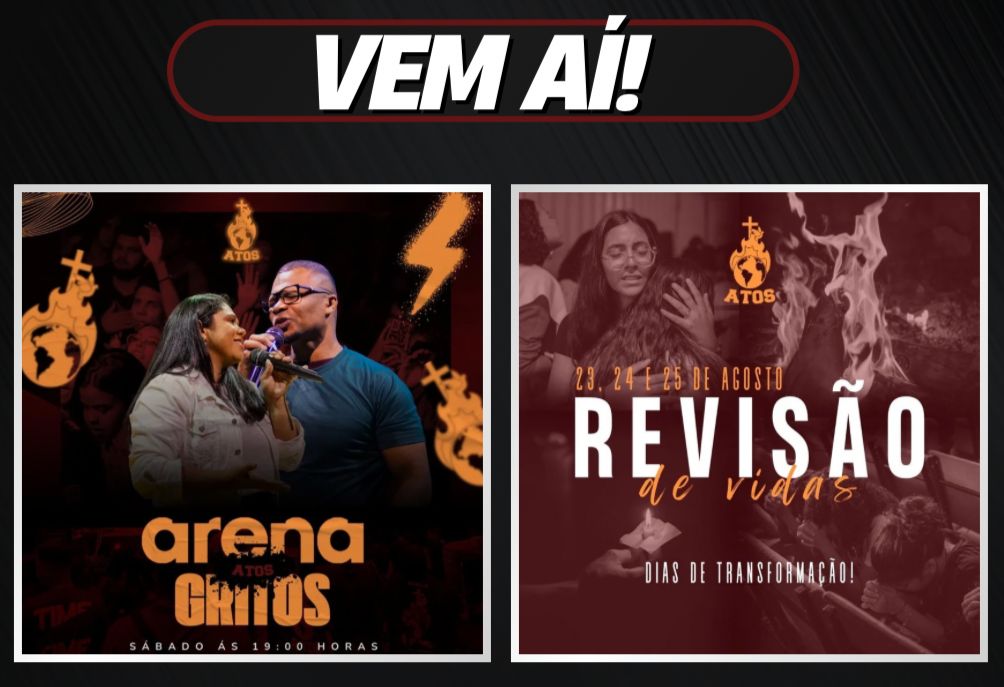 VEM AÍ!
ATOS
arena
ATOS
GRITOS
SÁBADO ÁS 19:00 HORAS
ATOS
23, 24 E 25 DE AGOSTO
REVISÃO
de vidas
DIAS DE TRANSFORMAÇÃO!